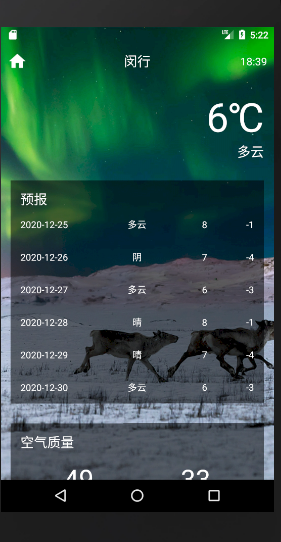 5:22
闵行
18:39
6℃
多云
预报
2020-12-25 多云 8 -1
2020-12-26 阴 7 -4
2020-12-27 多云 6 -3
2020-12-28 晴 8 -1
2020-12-29 晴 7 -4
2020-12-30 多云 6 -3
空气质量
49 33